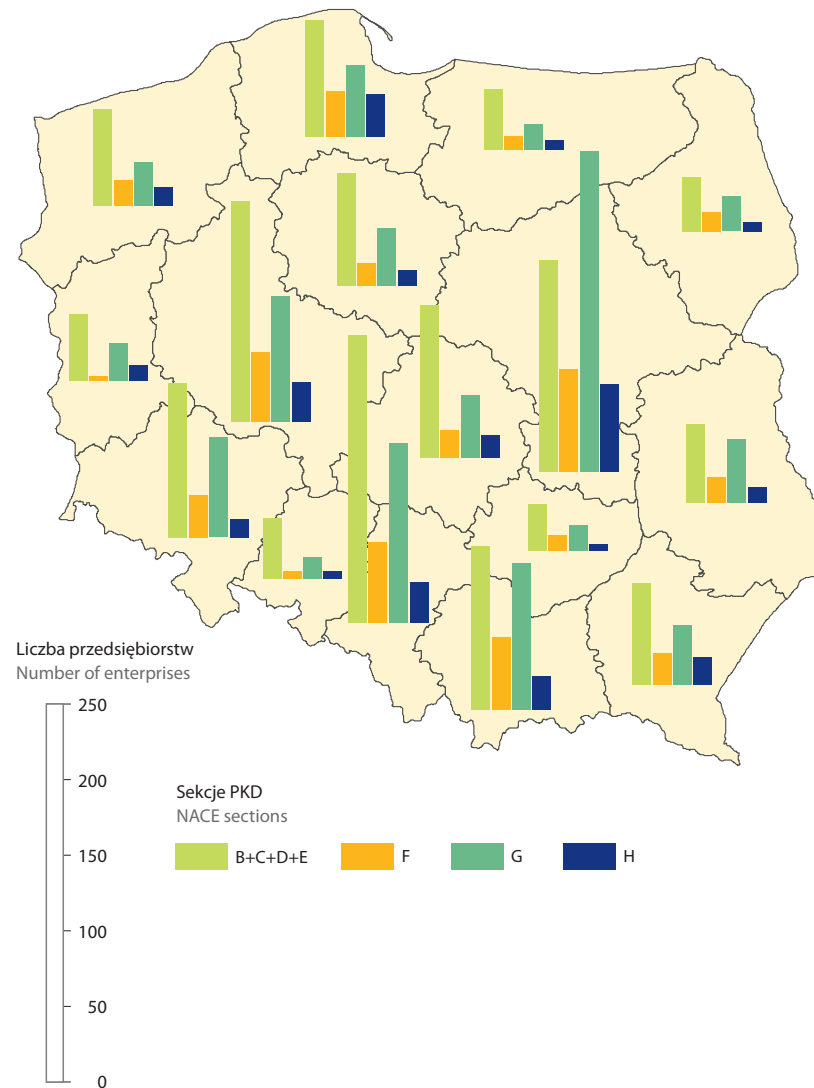 Liczba przedsiębiorstw
Number of enterprises
250
200
150
100
50
0
Sekcje PKD
NACE sections
B+C+D+E
F
G
H